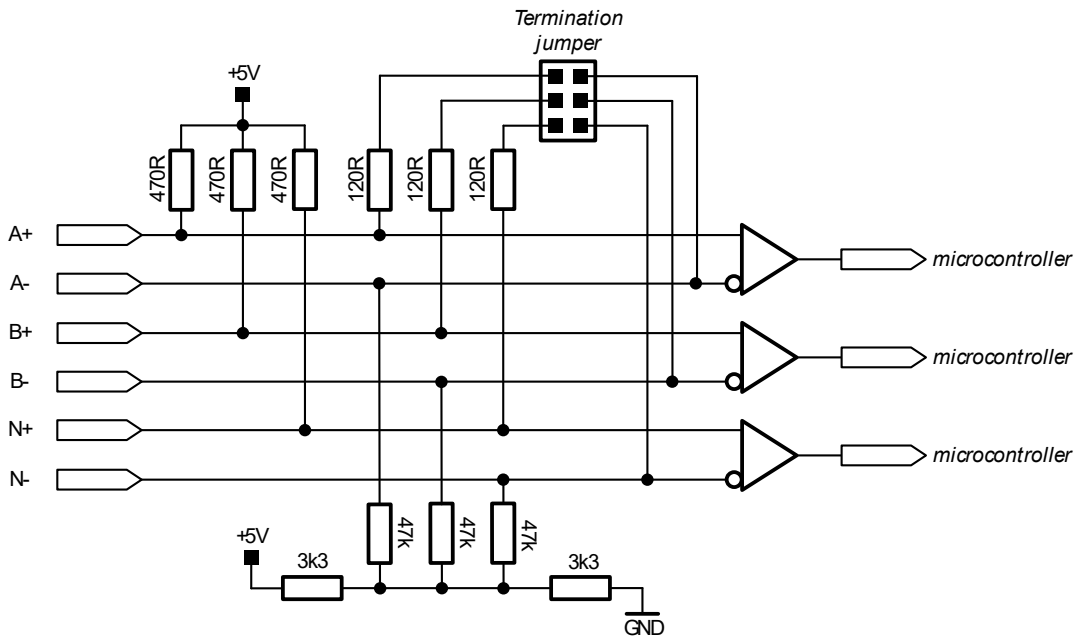 Termination
jumper
+5V
470R
470R
470R
120R
120R
120R
A+
microcontroller
A-
B+
microcontroller
B-
N+
microcontroller
N-
47k
47k
47k
+5V
3k3
3k3
GND